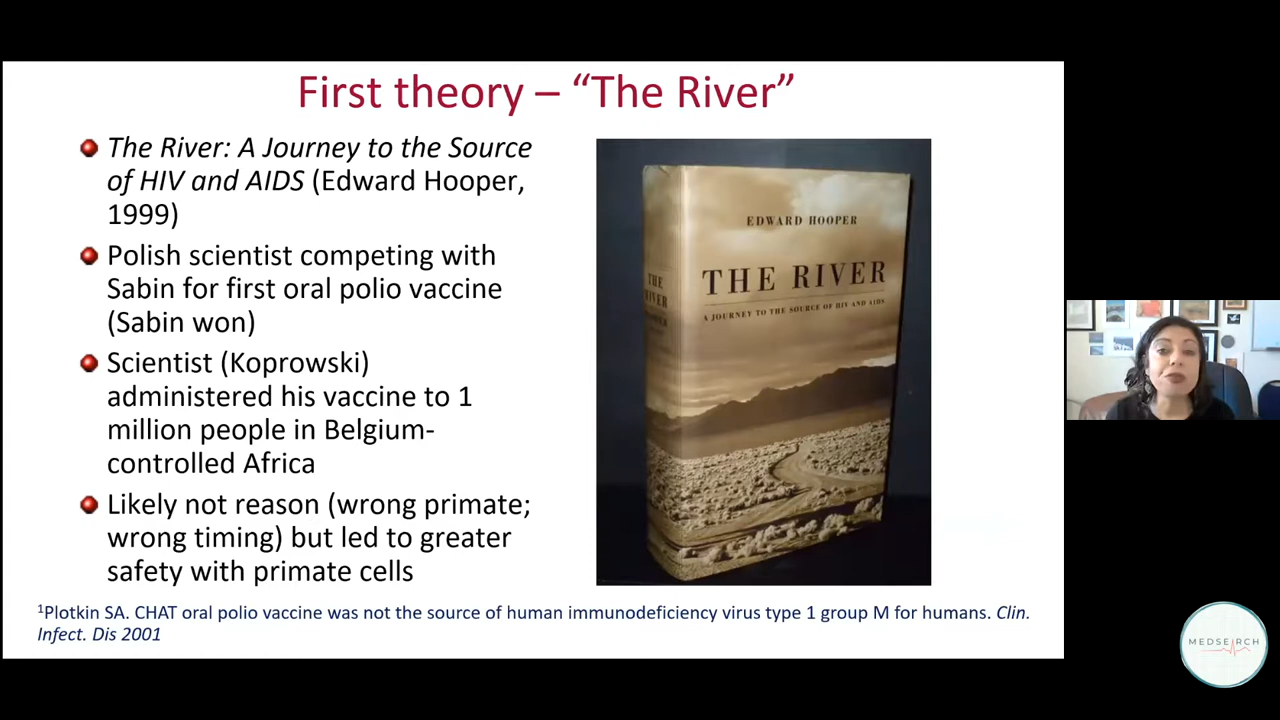 First theory – “The River”
The River: A Journey to the Source
of HIV and AIDS (Edward Hooper,
1999)
Polish scientist competing with
Sabin for first oral polio vaccine
(Sabin won)
Scientist (Koprowski)
administered his vaccine to 1
million people in Belgium-
controlled Africa
Likely not reason (wrong primate;
wrong timing) but led to greater
safety with primate cells
EDWARD HOOPER
THE RIVER
A JOURNEY TO THE SOURCE OF HIV AND AIDS
THE
RIVER
HOOPER
1Plotkin SA. CHAT oral polio vaccine was not the source of human immunodeficiency virus type 1 group M for humans. Clin.
Infect. Dis 2001
MEDSEARCH